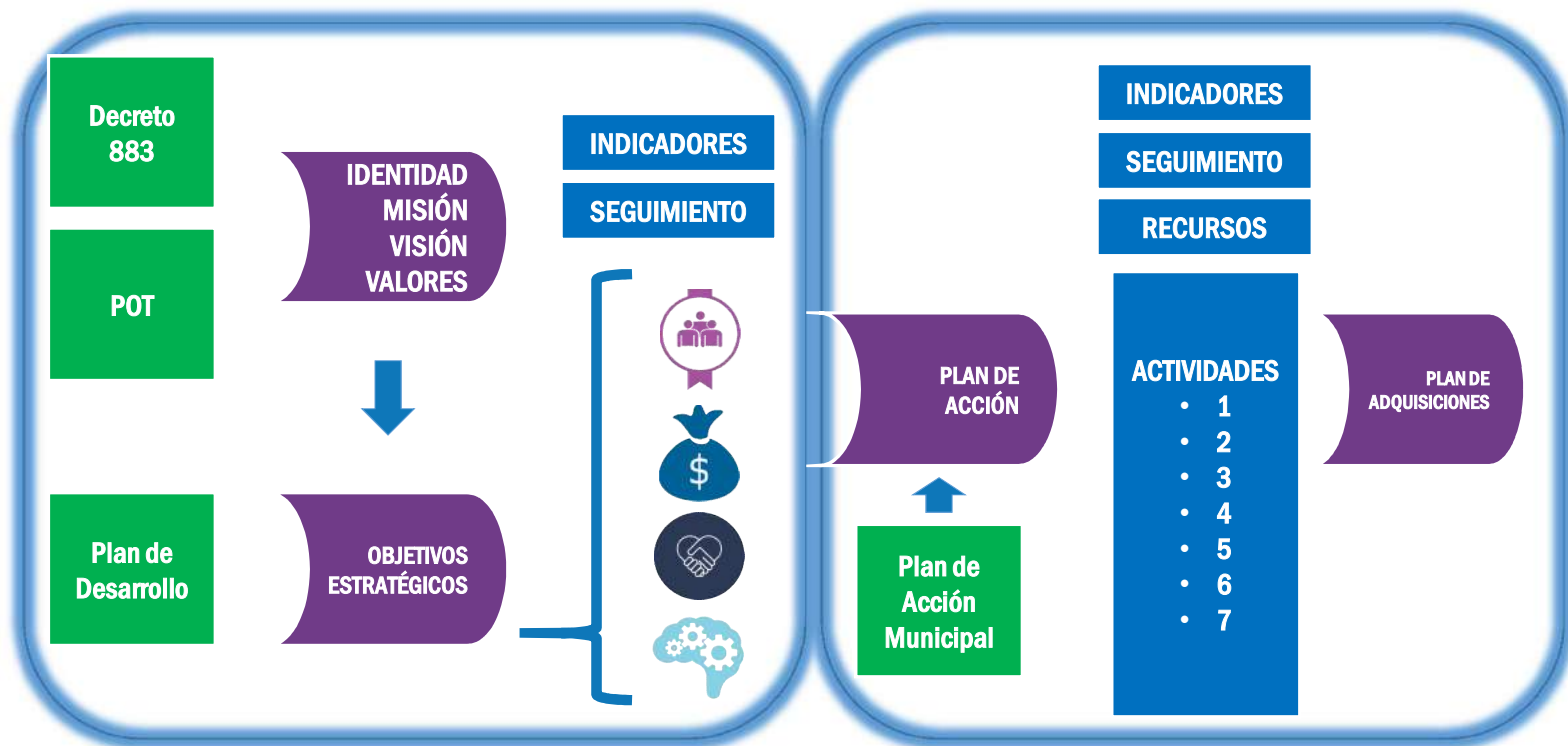 Decreto
883
POT
Plan de
Desarrollo
IDENTIDAD
MISIÓN
VISIÓN
VALORES
OBJETIVOS
ESTRATÉGICOS
INDICADORES
SEGUIMIENTO
$
PLAN DE
ACCIÓN
Plan de
Acción
Municipal
INDICADORES
SEGUIMIENTO
RECURSOS
ACTIVIDADES
• 1
• 2
• 3
• 4
• 5
• 6
• 7
PLAN DE
ADQUISICIONES